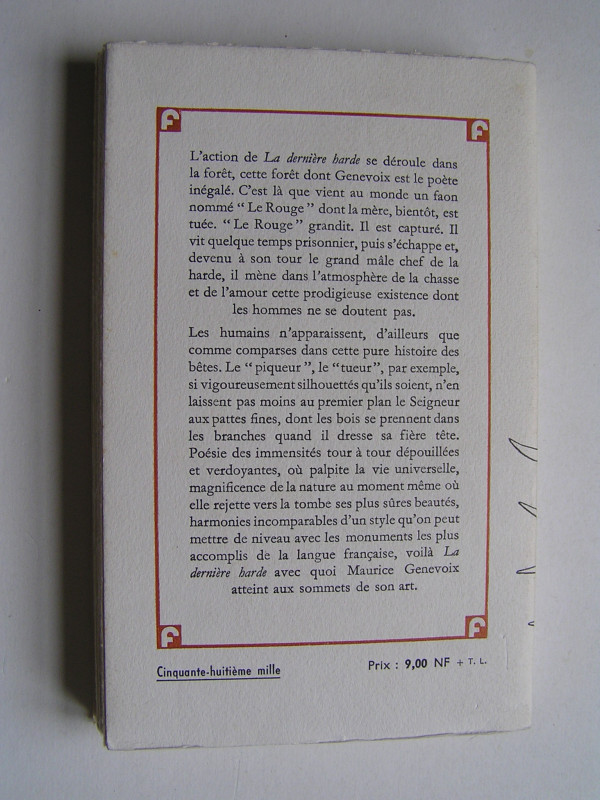 L'action de La dernière harde se déroule dans
la forêt, cette forêt dont Genevoix est le poète
inégalé. C'est là que vient au monde un faon
nommé “ Le Rouge ” dont la mère, bientôt, est
tuée. “ Le Rouge ” grandit. Il est capturé. Il
vit quelque temps prisonnier, puis s'échappe et,
devenu à son tour le grand mâle chef de la
harde, il mène dans l'atmosphère de la chasse
et de l'amour cette prodigieuse existence dont
les hommes ne se doutent pas.
Les humains n'apparaissent, d'ailleurs que
comme comparses dans cette pure histoire des
bêtes. Le “ piqueur ”, le “ tueur ”, par exemple,
si vigoureusement silhouettés qu'ils soient, n'en
laissent pas moins au premier plan le Seigneur
aux pattes fines, dont les bois se prennent dans
les branches quand il dresse sa fière tête.
Poésie des immensités tour à tour dépouillées
et verdoyantes, où palpite la vie universelle,
magnificence de la nature au moment même où
elle rejette vers la tombe ses plus sûres beautés,
harmonies incomparables d'un style qu'on peut
mettre de niveau avec les monuments les plus
accomplis de la langue française, voilà La
dernière harde avec quoi Maurice Genevoix
atteint aux sommets de son art.
Cinquante-huitième mille
Prix : 9,00 NF + T. L.